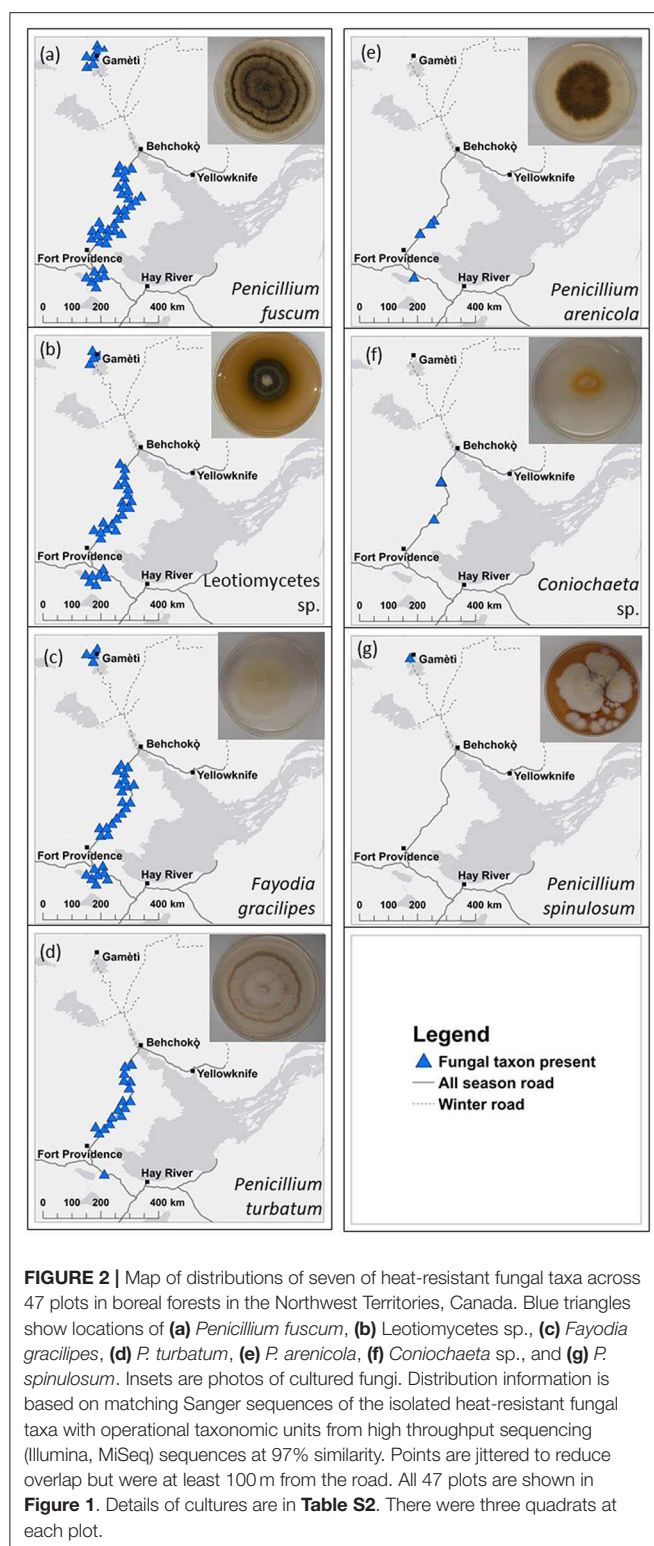 (a)
Gamètì
Behchokǫ̀
Yellowknife
Fort Providence
Hay River
0 100 200 400 km
Penicillium
fuscum
(b)
Gamètì
Behchokǫ̀
Yellowknife
Fort Providence
Hay River
0 100 200 400 km
Leotiomycetes
sp.
(c)
Gamètì
Behchokǫ̀
Yellowknife
Fort Providence
Hay River
0 100 200 400 km
Fayodia
gracilipes
(d)
Gamètì
Behchokǫ̀
Yellowknife
Fort Providence
Hay River
0 100 200 400 km
Penicillium
turbatum
(e)
Gamètì
Behchokǫ̀
Yellowknife
Fort Providence
Hay River
0 100 200 400 km
Penicillium
arenicola
(f)
Gamètì
Behchokǫ̀
Yellowknife
Fort Providence
Hay River
0 100 200 400 km
Coniochaeta
sp.
(g)
Gamètì
Behchokǫ̀
Yellowknife
Fort Providence
Hay River
0 100 200 400 km
Penicillium
spinulosum
Legend
Fungal taxon present
All season road
Winter road
FIGURE 2 | Map of distributions of seven of heat-resistant fungal taxa across
47 plots in boreal forests in the Northwest Territories, Canada. Blue triangles
show locations of (a) Penicillium fuscum, (b) Leotiomycetes sp., (c) Fayodia
gracilipes, (d) P. turbatum, (e) P. arenicola, (f) Coniochaeta sp., and (g) P.
spinulosum. Insets are photos of cultured fungi. Distribution information is
based on matching Sanger sequences of the isolated heat-resistant fungal
taxa with operational taxonomic units from high throughput sequencing
(Illumina, MiSeq) sequences at 97% similarity. Points are jittered to reduce
overlap but were at least 100 m from the road. All 47 plots are shown in
Figure 1. Details of cultures are in Table S2. There were three quadrats at
each plot.